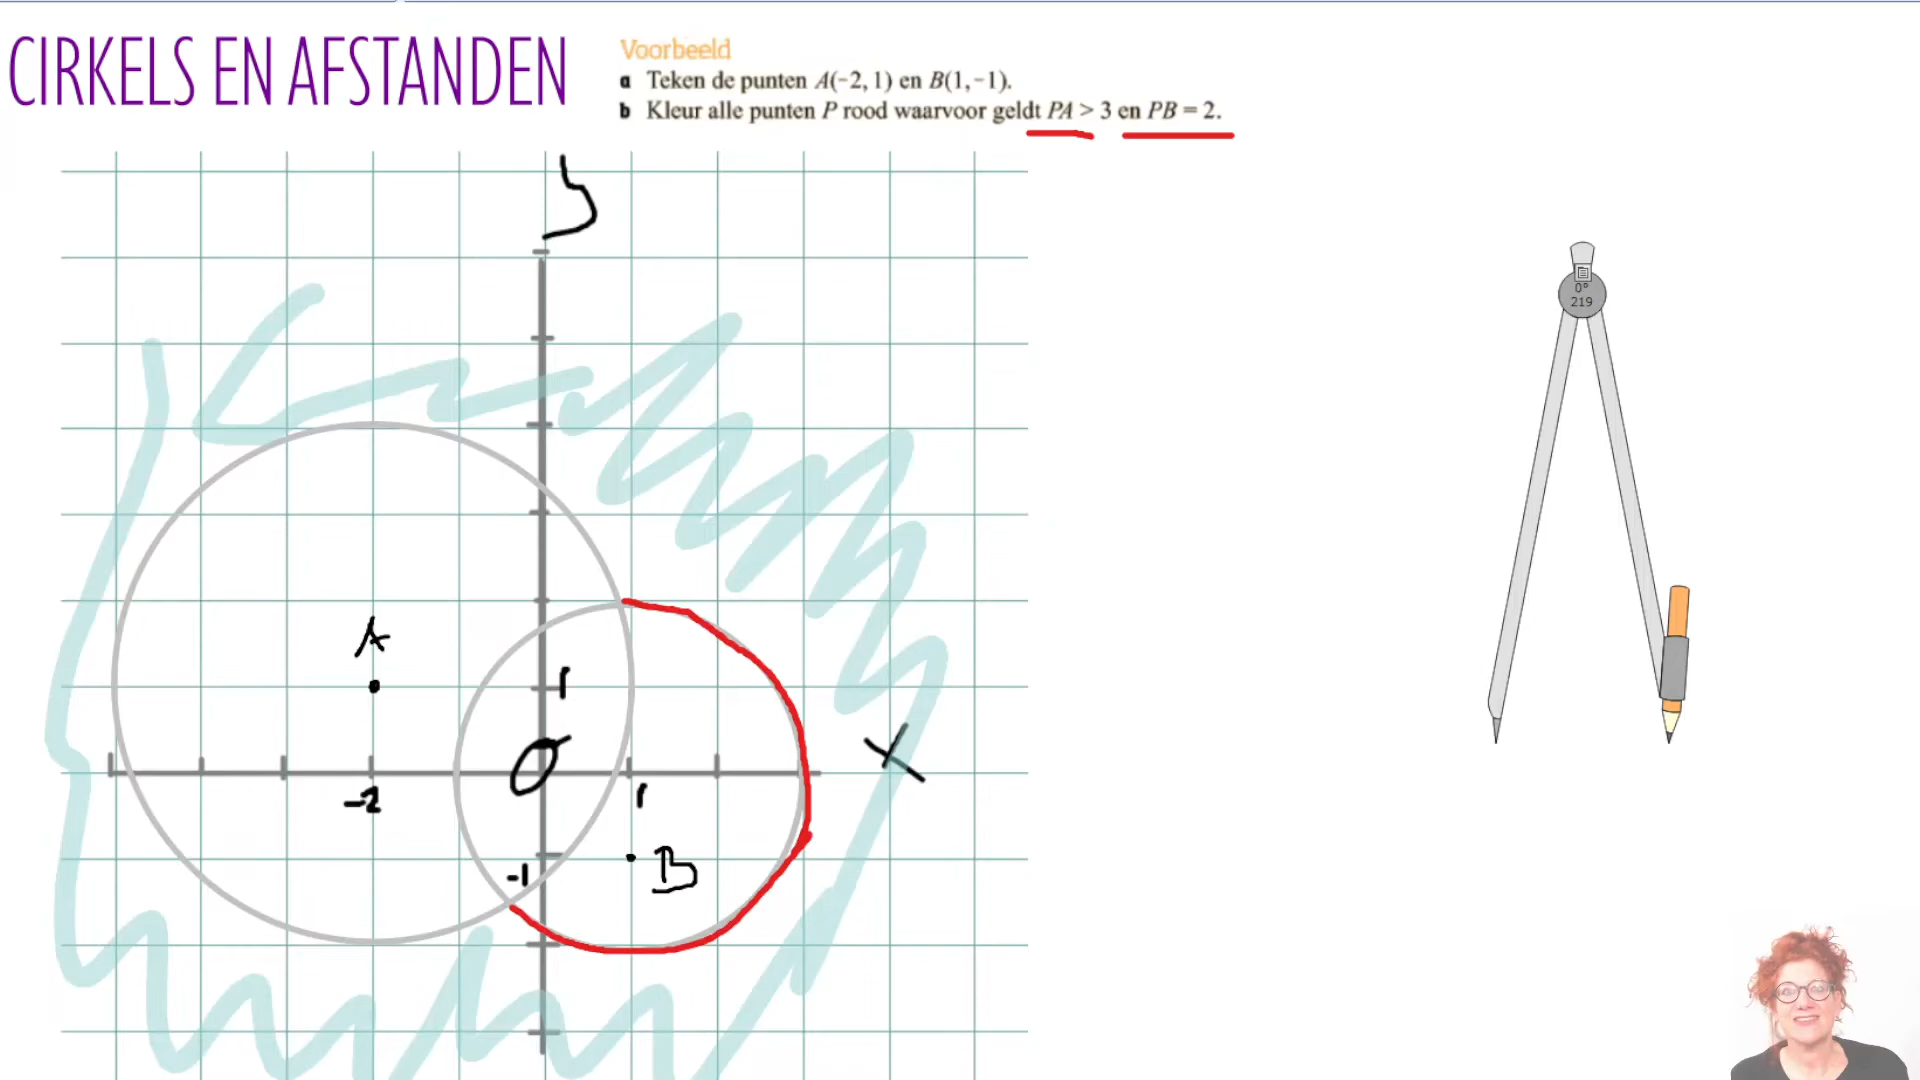 CIRKELS EN AFSTANDEN
Voorbeeld
a Teken de punten A(−2, 1) en B(1, −1).
b Kleur alle punten P rood waarvoor geldt PA > 3 en PB = 2.
y
A
1
O
X
-2
1
-1
B
0°
219